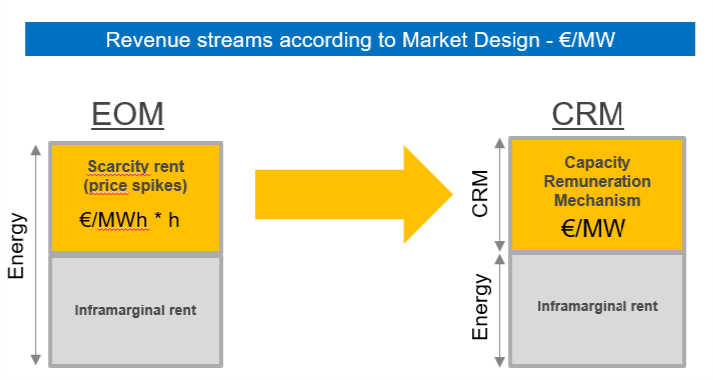 Revenue streams according to Market Design - €/MW
EOM
CRM
Energy
Scarcity rent
(price spikes)
€/MWh * h
Inframarginal rent
CRM
Energy
Capacity
Remuneration
Mechanism
€/MW
Inframarginal rent